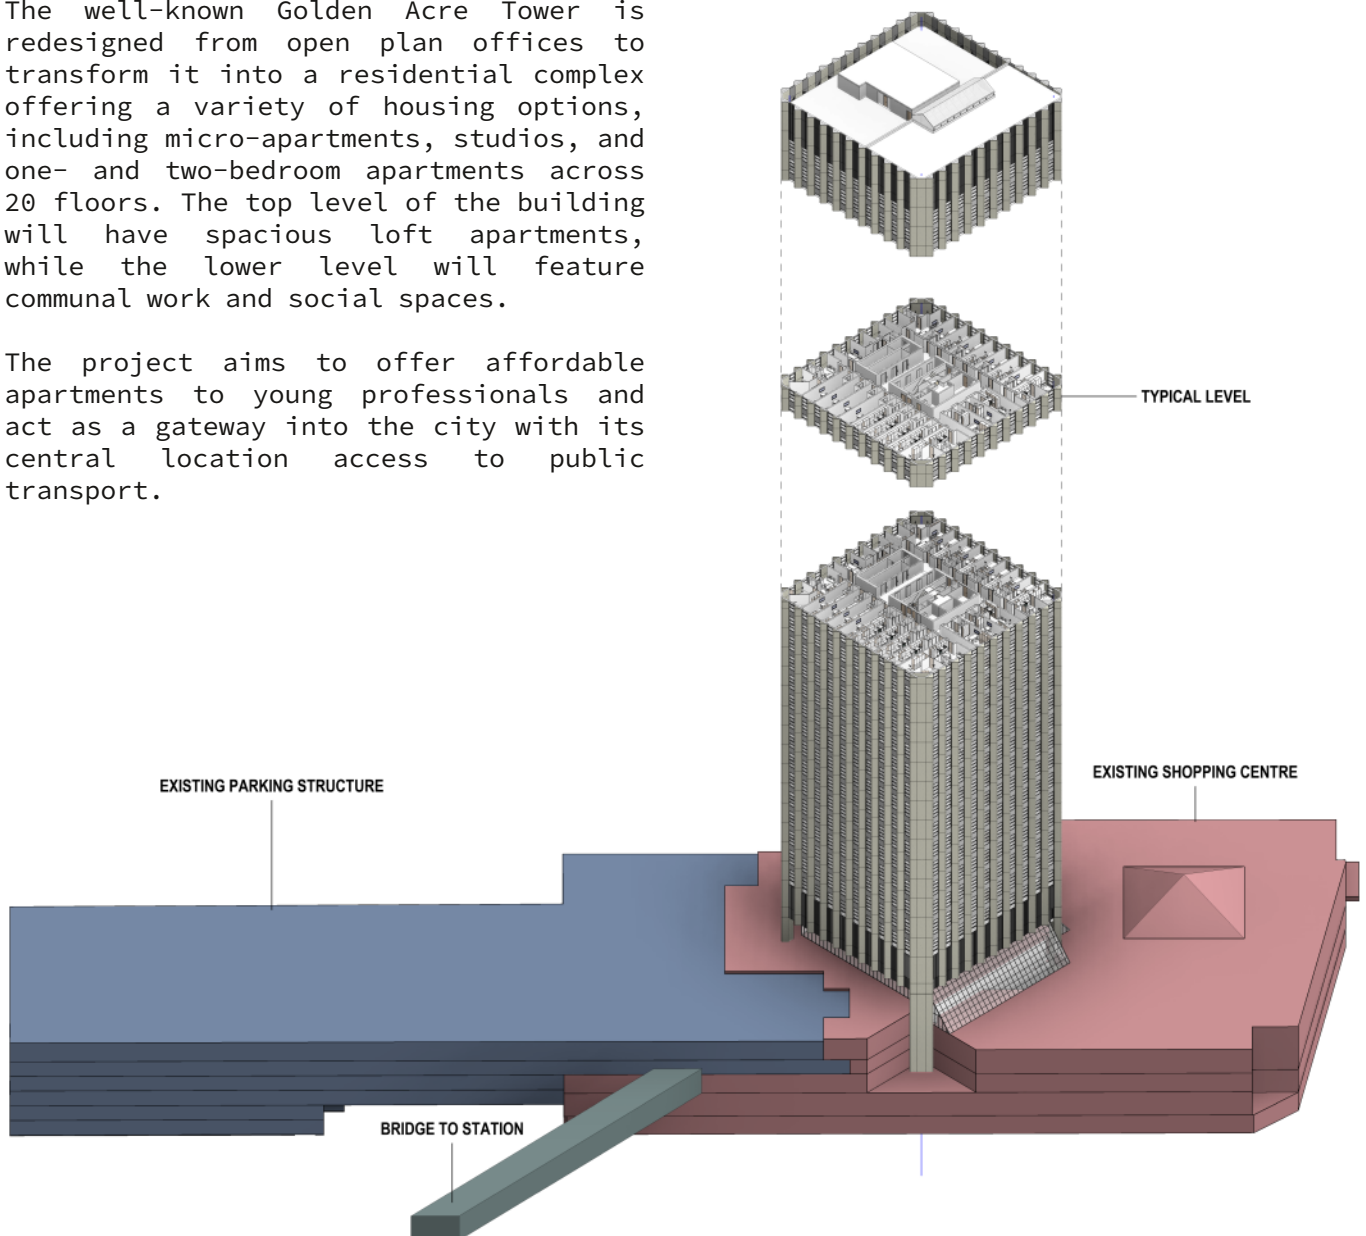 The well-known Golden Acre Tower is
redesigned from open plan offices to
transform it into a residential complex
offering a variety of housing options,
including micro-apartments, studios, and
one- and two-bedroom apartments across
20 floors. The top level of the building
will have spacious loft apartments,
while the lower level will feature
communal work and social spaces.
The project aims to offer affordable
apartments to young professionals and
act as a gateway into the city with its
central location access to public
transport.
TYPICAL LEVEL
EXISTING SHOPPING CENTRE
EXISTING PARKING STRUCTURE
BRIDGE TO STATION